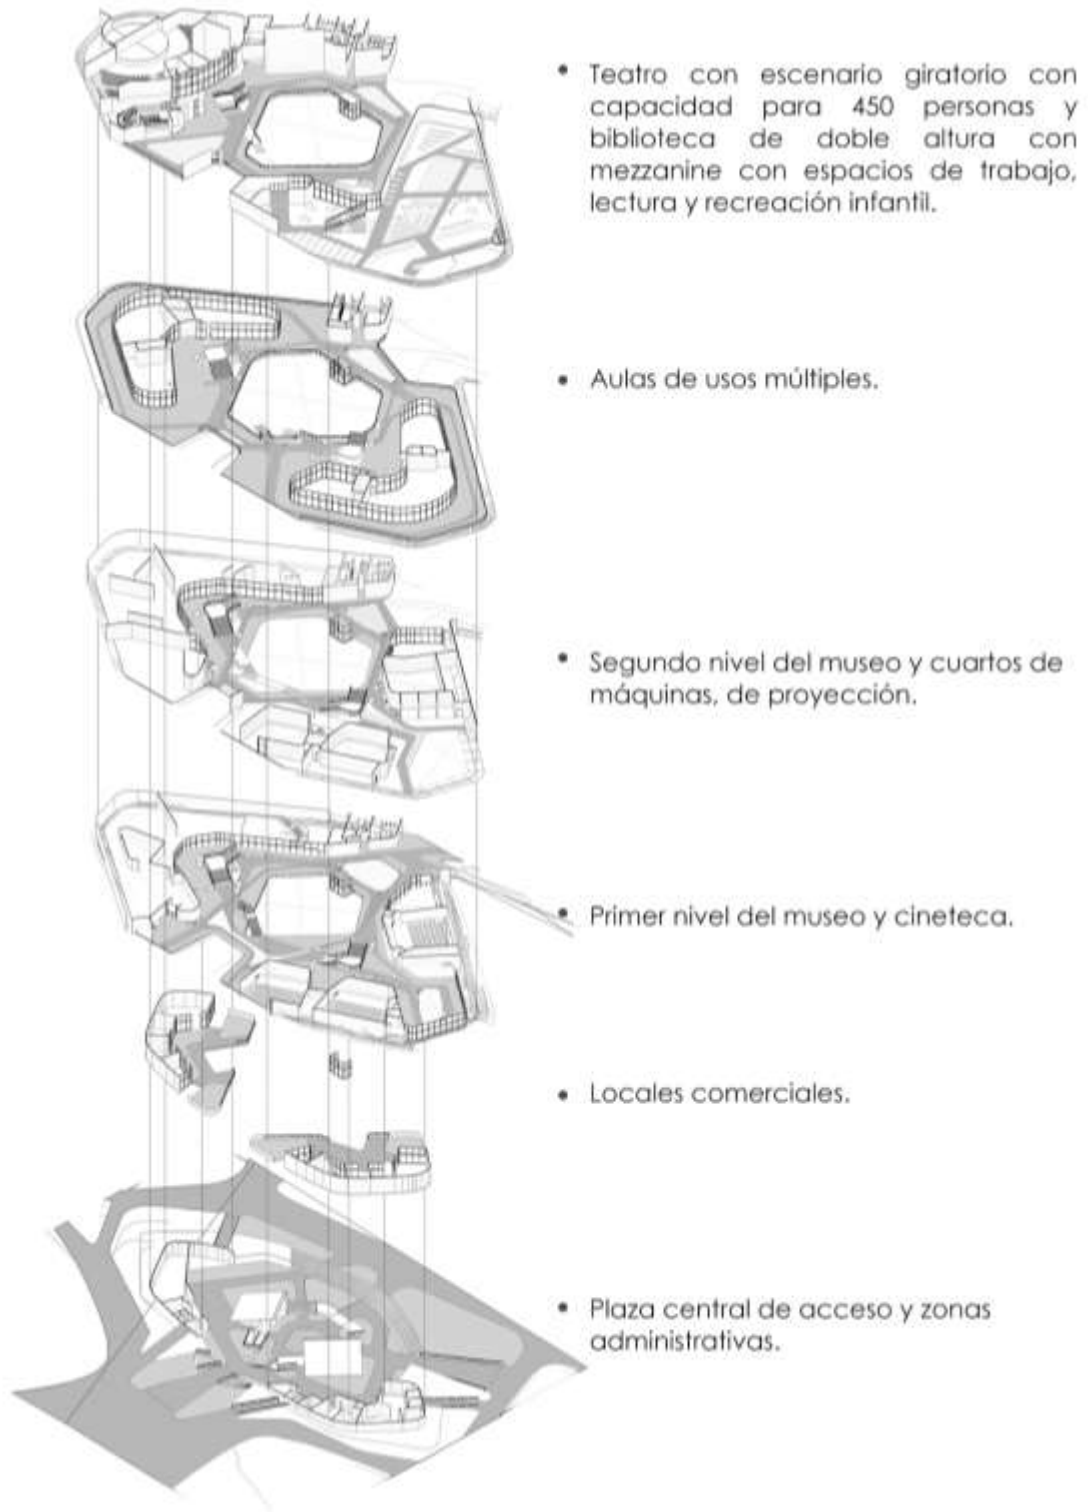 • Teatro con escenario giratorio con
capacidad para 450 personas y
biblioteca de doble altura con
mezzanine con espacios de trabajo,
lectura y recreación infantil.
• Aulas de usos múltiples.
• Segundo nivel del museo y cuartos de
máquinas, de proyección.
• Primer nivel del museo y cineteca.
• Locales comerciales.
• Plaza central de acceso y zonas
administrativas.